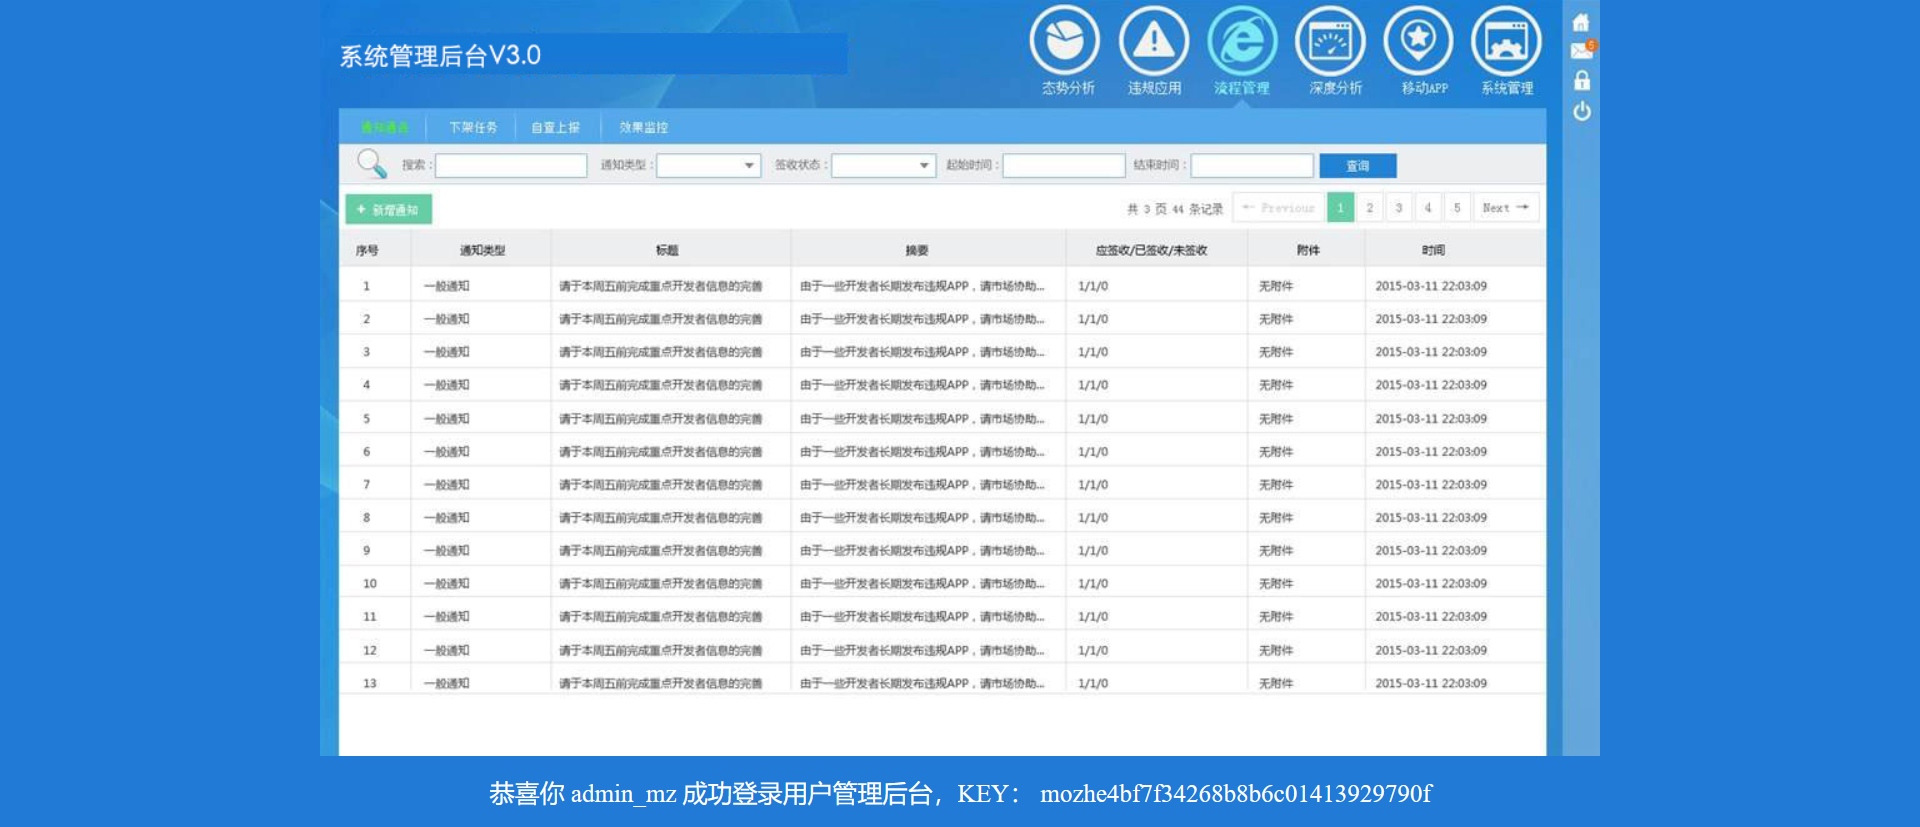 系统管理后台V3.0
态势分析 违规应用 流程管理 深度分析 移动APP 系统管理
5
通知通告 下架任务 自查上报 效果监控
搜索： 通知类型： 签收状态： 起始时间： 结束时间： 查询
+ 新增通知 共 3 页 44 条记录 ← Previous 1 2 3 4 5 Next →
序号 通知类型 标题 摘要 应签收/已签收/未签收 附件 时间
1 一般通知 请于本周五前完成重点开发者信息的完善 由于一些开发者长期发布违规APP，请市场协助... 1/1/0 无附件 2015-03-11 22:03:09
2 一般通知 请于本周五前完成重点开发者信息的完善 由于一些开发者长期发布违规APP，请市场协助... 1/1/0 无附件 2015-03-11 22:03:09
3 一般通知 请于本周五前完成重点开发者信息的完善 由于一些开发者长期发布违规APP，请市场协助... 1/1/0 无附件 2015-03-11 22:03:09
4 一般通知 请于本周五前完成重点开发者信息的完善 由于一些开发者长期发布违规APP，请市场协助... 1/1/0 无附件 2015-03-11 22:03:09
5 一般通知 请于本周五前完成重点开发者信息的完善 由于一些开发者长期发布违规APP，请市场协助... 1/1/0 无附件 2015-03-11 22:03:09
6 一般通知 请于本周五前完成重点开发者信息的完善 由于一些开发者长期发布违规APP，请市场协助... 1/1/0 无附件 2015-03-11 22:03:09
7 一般通知 请于本周五前完成重点开发者信息的完善 由于一些开发者长期发布违规APP，请市场协助... 1/1/0 无附件 2015-03-11 22:03:09
8 一般通知 请于本周五前完成重点开发者信息的完善 由于一些开发者长期发布违规APP，请市场协助... 1/1/0 无附件 2015-03-11 22:03:09
9 一般通知 请于本周五前完成重点开发者信息的完善 由于一些开发者长期发布违规APP，请市场协助... 1/1/0 无附件 2015-03-11 22:03:09
10 一般通知 请于本周五前完成重点开发者信息的完善 由于一些开发者长期发布违规APP，请市场协助... 1/1/0 无附件 2015-03-11 22:03:09
11 一般通知 请于本周五前完成重点开发者信息的完善 由于一些开发者长期发布违规APP，请市场协助... 1/1/0 无附件 2015-03-11 22:03:09
12 一般通知 请于本周五前完成重点开发者信息的完善 由于一些开发者长期发布违规APP，请市场协助... 1/1/0 无附件 2015-03-11 22:03:09
13 一般通知 请于本周五前完成重点开发者信息的完善 由于一些开发者长期发布违规APP，请市场协助... 1/1/0 无附件 2015-03-11 22:03:09
恭喜你 admin_mz 成功登录用户管理后台，KEY： mozhe4bf7f34268b8b6c01413929790f